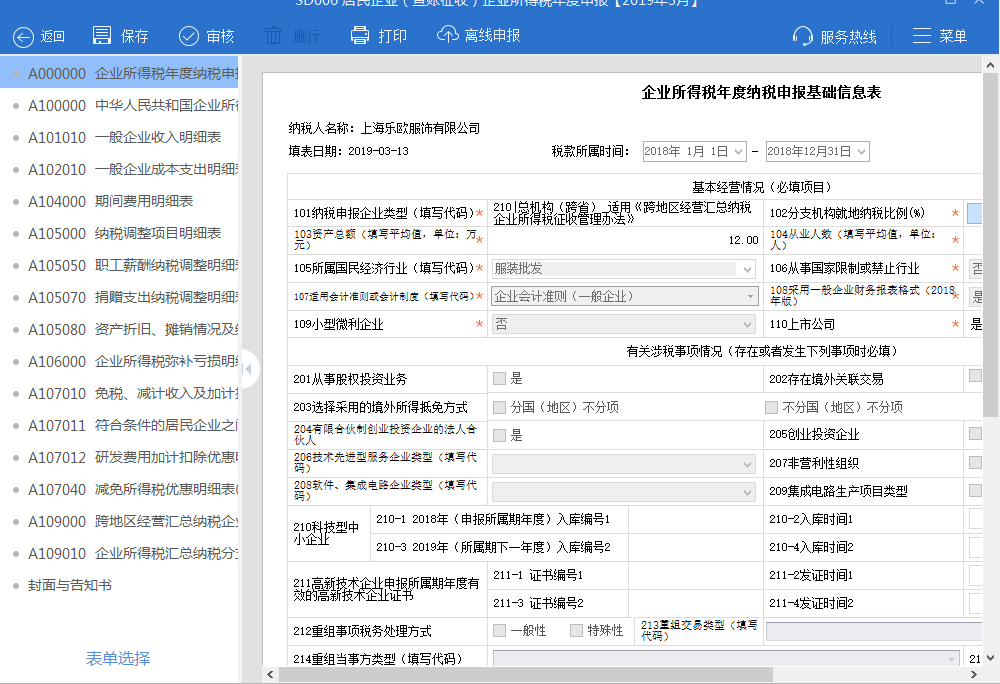 SD006 居民企业（查账征收）企业所得税年度申报【2019年3月】
返回 保存 审核 删行 打印 离线申报 服务热线 菜单
A000000 企业所得税年度纳税申报
A100000 中华人民共和国企业所得
A101010 一般企业收入明细表
A102010 一般企业成本支出明细表
A104000 期间费用明细表
A105000 纳税调整项目明细表
A105050 职工薪酬纳税调整明细表
A105070 捐赠支出纳税调整明细表
A105080 资产折旧、摊销情况及纟
A106000 企业所得税弥补亏损明细
A107010 免税、减计收入及加计扌
A107011 符合条件的居民企业之间
A107012 研发费用加计扣除优惠明
A107040 减免所得税优惠明细表(
A109000 跨地区经营汇总纳税企业
A109010 企业所得税汇总纳税分支
封面与告知书
表单选择
企业所得税年度纳税申报基础信息表
纳税人名称：上海乐欧服饰有限公司
填表日期：2019-03-13 税款所属时间： 2018年 1月 1日 - 2018年12月31日
基本经营情况（必填项目）
101纳税申报企业类型（填写代码）* 210|总机构（跨省）_适用《跨地区经营汇总纳税企业所得税征收管理办法》 102分支机构就地纳税比例(%) *
103资产总额（填写平均值，单位：万元）* 12.00 104从业人数（填写平均值，单位：人） *
105所属国民经济行业（填写代码）* 服装批发 106从事国家限制或禁止行业 * 否
107适用会计准则或会计制度（填写代码）* 企业会计准则（一般企业） 108采用一般企业财务报表格式（2018年版） * 是
109小型微利企业 * 否 110上市公司 * 是
有关涉税事项情况（存在或者发生下列事项时必填）
201从事股权投资业务 是 202存在境外关联交易
203选择采用的境外所得抵免方式 分国（地区）不分项 不分国（地区）不分项
204有限合伙制创业投资企业的法人合伙人 是 205创业投资企业
206技术先进型服务企业类型（填写代码） 207非营利性组织
208软件、集成电路企业类型（填写代码） 209集成电路生产项目类型
210科技型中小企业 210-1 2018年（申报所属期年度）入库编号1 210-2入库时间1
210-3 2019年（所属期下一年度）入库编号2 210-4入库时间2
211高新技术企业申报所属期年度有效的高新技术企业证书 211-1 证书编号1 211-2发证时间1
211-3 证书编号2 211-4发证时间2
212重组事项税务处理方式 一般性 特殊性 213重组交易类型（填写代码）
214重组当事方类型（填写代码） 21